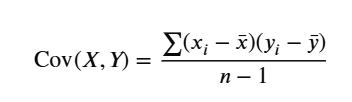 Cov(X, Y) = ∑(xᵢ − x̄)(yᵢ − ȳ) / n − 1